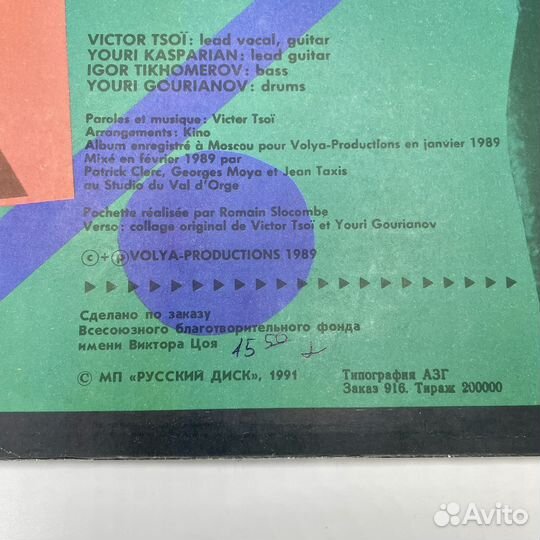 VICTOR TSOÏ : lead vocal, guitar
YOURI KASPARIAN : lead guitar
IGOR TIKHOMEROV : bass
YOURI GOURIANOV : drums
Paroles et musique : Victer Tsoï
Arrangements : Kino
Album enregistré à Moscou pour Volya-Productions en janvier 1989
Mixé en février 1989 par
Patrick Clerc, Georges Moya et Jean Taxis
au Studio du Val d'Orge
Pochette réalisée par Romain Slocombe
Verso : collage original de Victor Tsoï et Youri Gourianov
©+℗ VOLYA-PRODUCTIONS 1989
Сделано по заказу
Всесоюзного благотворительного фонда
имени Виктора Цоя
15 50
© МП «РУССКИЙ ДИСК», 1991
Типография АЗГ
Заказ 916. Тираж 200000
Avito